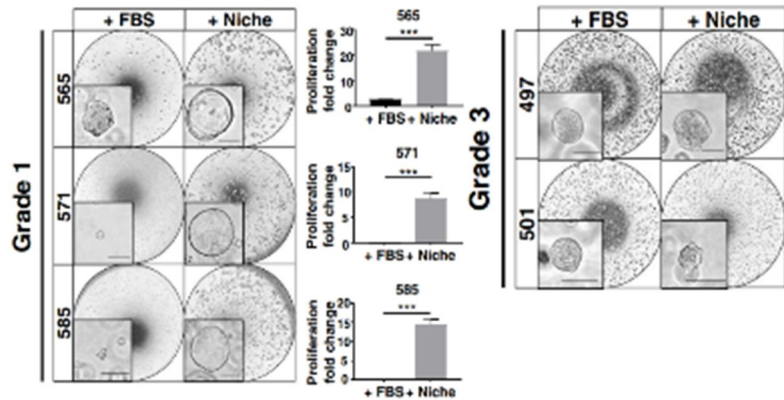 + FBS + Niche
Grade 1
565
571
585
565
Proliferation
fold change
30
20
10
0
***
+ FBS + Niche
571
Proliferation
fold change
15
10
5
0
***
+ FBS + Niche
585
Proliferation
fold change
20
15
10
5
0
***
+ FBS + Niche
+ FBS + Niche
Grade 3
497
501